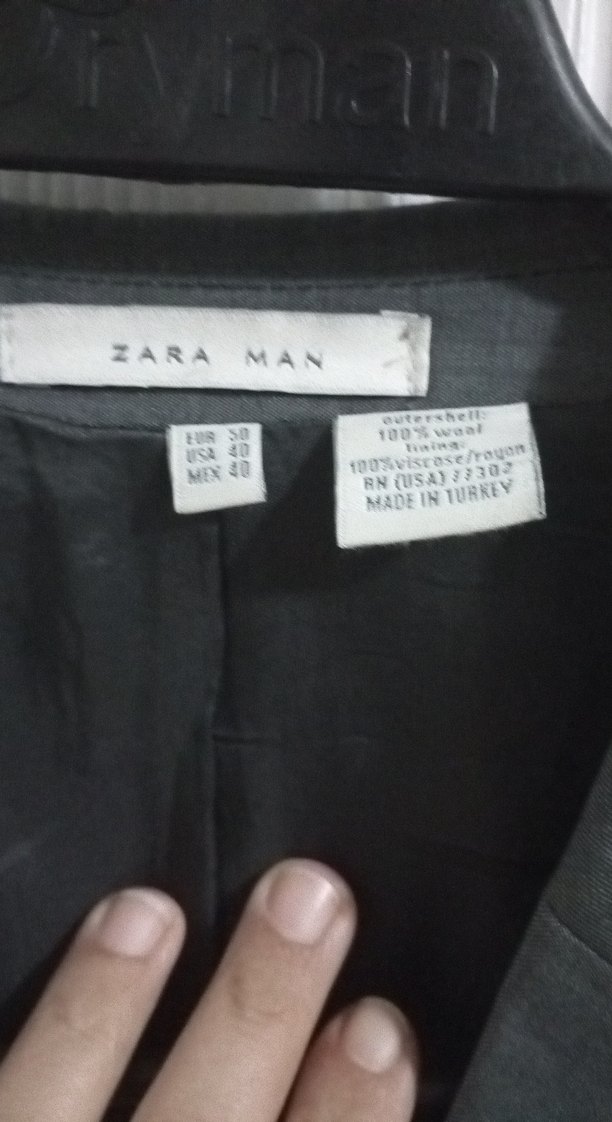 ryman
ZARA MAN
EUR 50
USA 40
MEX 40
outershell:
100% wool
lining:
100%viscose/rayon
RN (USA) 77302
MADE IN TURKEY